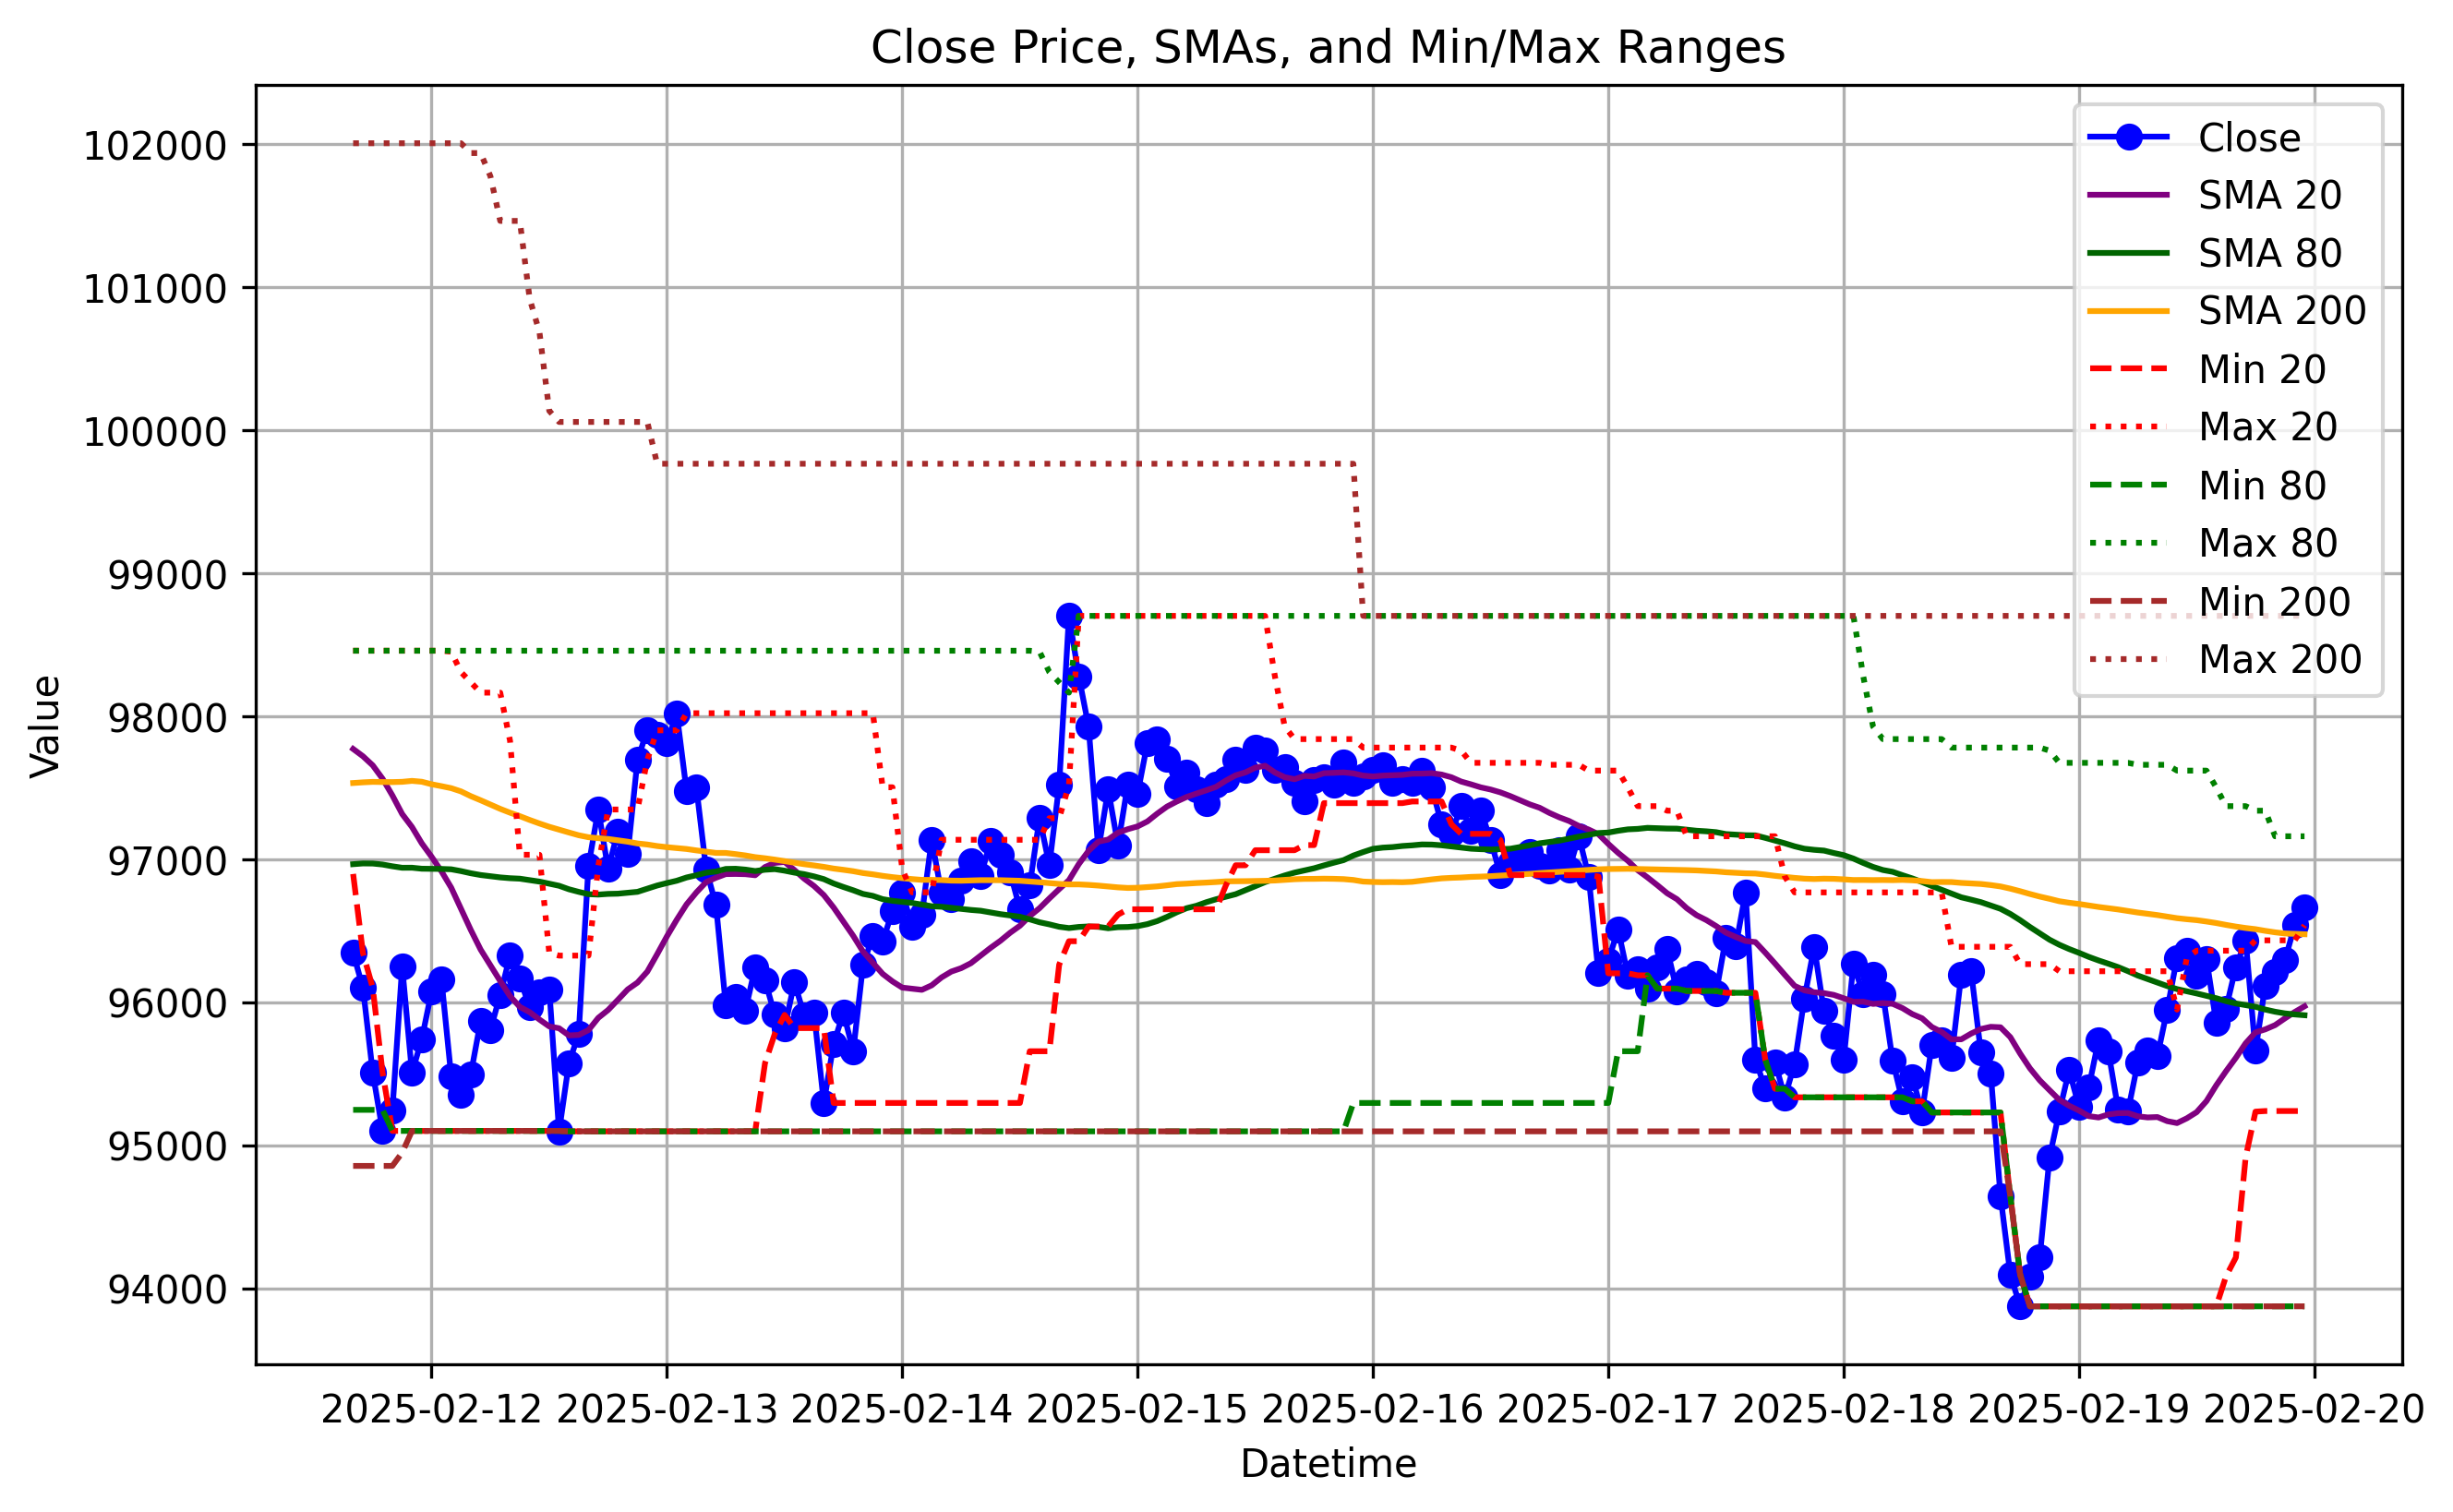 Close Price, SMAs, and Min/Max Ranges
Value
102000
101000
100000
99000
98000
97000
96000
95000
94000
Close
SMA 20
SMA 80
SMA 200
Min 20
Max 20
Min 80
Max 80
Min 200
Max 200
2025-02-12 2025-02-13 2025-02-14 2025-02-15 2025-02-16 2025-02-17 2025-02-18 2025-02-19 2025-02-20
Datetime